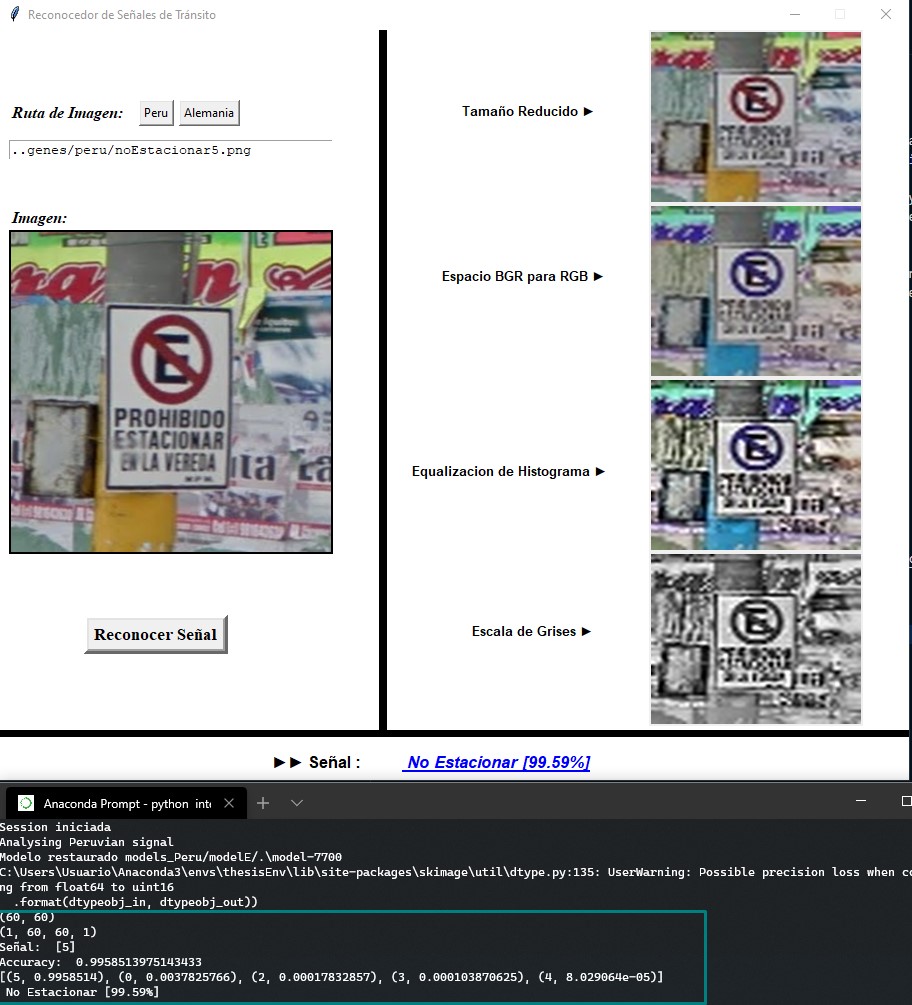 Reconocedor de Señales de Tránsito
Ruta de Imagen:
Peru
Alemania
..genes/peru/noEstacionar5.png
Imagen:
E
PROHIBIDO
ESTACIONAR
EN LA VEREDA
Reconocer Señal
Tamaño Reducido ►
Espacio BGR para RGB ►
Equalizacion de Histograma ►
Escala de Grises ►
►► Señal :
No Estacionar [99.59%]
Anaconda Prompt - python inte
Session iniciada
Analysing Peruvian signal
Modelo restaurado models_Peru/modelE/.\model-7700
C:\Users\Usuario\Anaconda3\envs\thesisEnv\lib\site-packages\skimage\util\dtype.py:135: UserWarning: Possible precision loss when co
ng from float64 to uint16
.format(dtypeobj_in, dtypeobj_out))
(60, 60)
(1, 60, 60, 1)
Señal:  [5]
Accuracy:  0.9958513975143433
[(5, 0.9958514), (0, 0.0037825766), (2, 0.00017832857), (3, 0.000103870625), (4, 8.029064e-05)]
No Estacionar [99.59%]